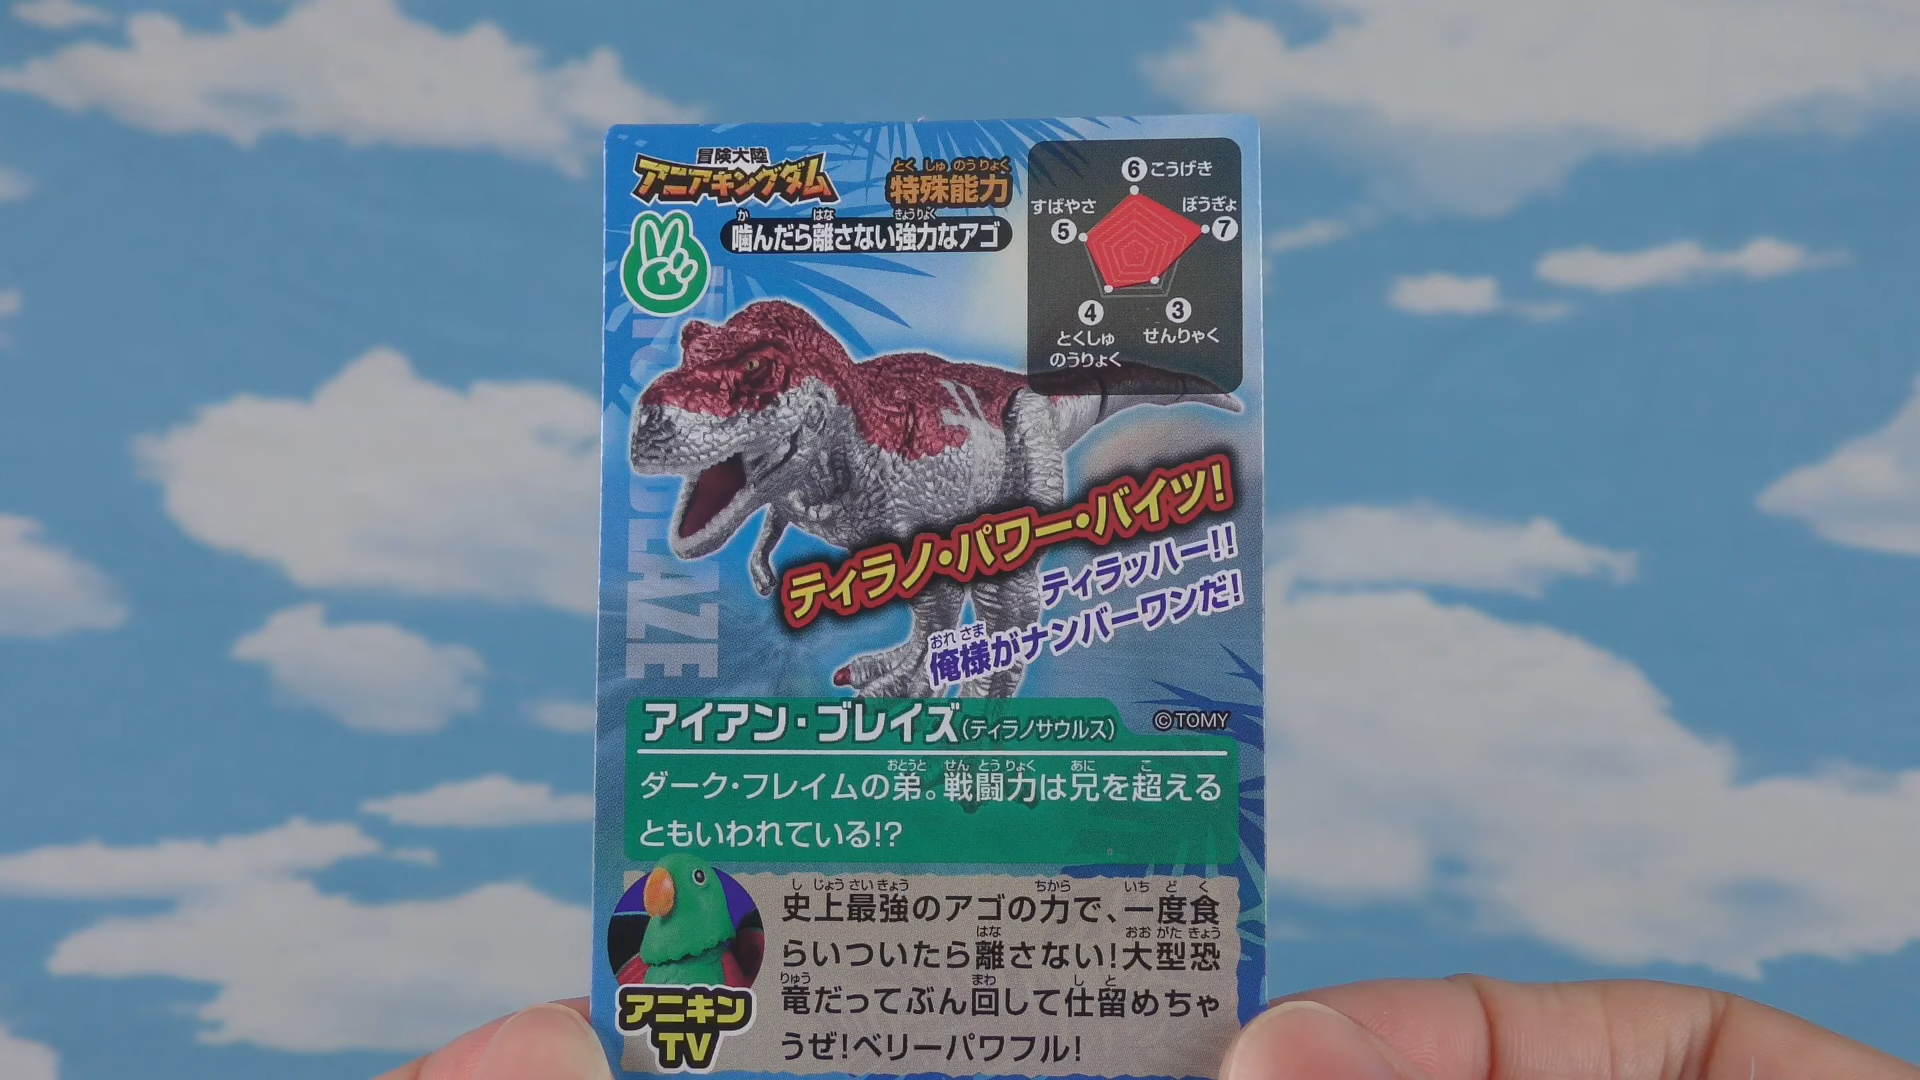 冒険大陸
アニアキングダム
とくしゅのうりょく
特殊能力
か はな きょうりょく
噛んだら離さない強力なアゴ
6 こうげき
すばやさ
5
ぼうぎょ
7
4
とくしゅ
のうりょく
3
せんりゃく
ティラノ・パワー・バイツ!
ティラッハー!!
おれ さま
俺様がナンバーワンだ!
アイアン・ブレイズ(ティラノサウルス)
©TOMY
おとうと せん とう りょく あに こ
ダーク・フレイムの弟。戦闘力は兄を超える
ともいわれている!?
し じょう さい きょう ちから いち ど く
史上最強のアゴの力で、一度食
はな おお がた きょう
らいついたら離さない!大型恐
りゅう まわ し と
竜だってぶん回して仕留めちゃ
うぜ!ベリーパワフル!
アニキン
TV